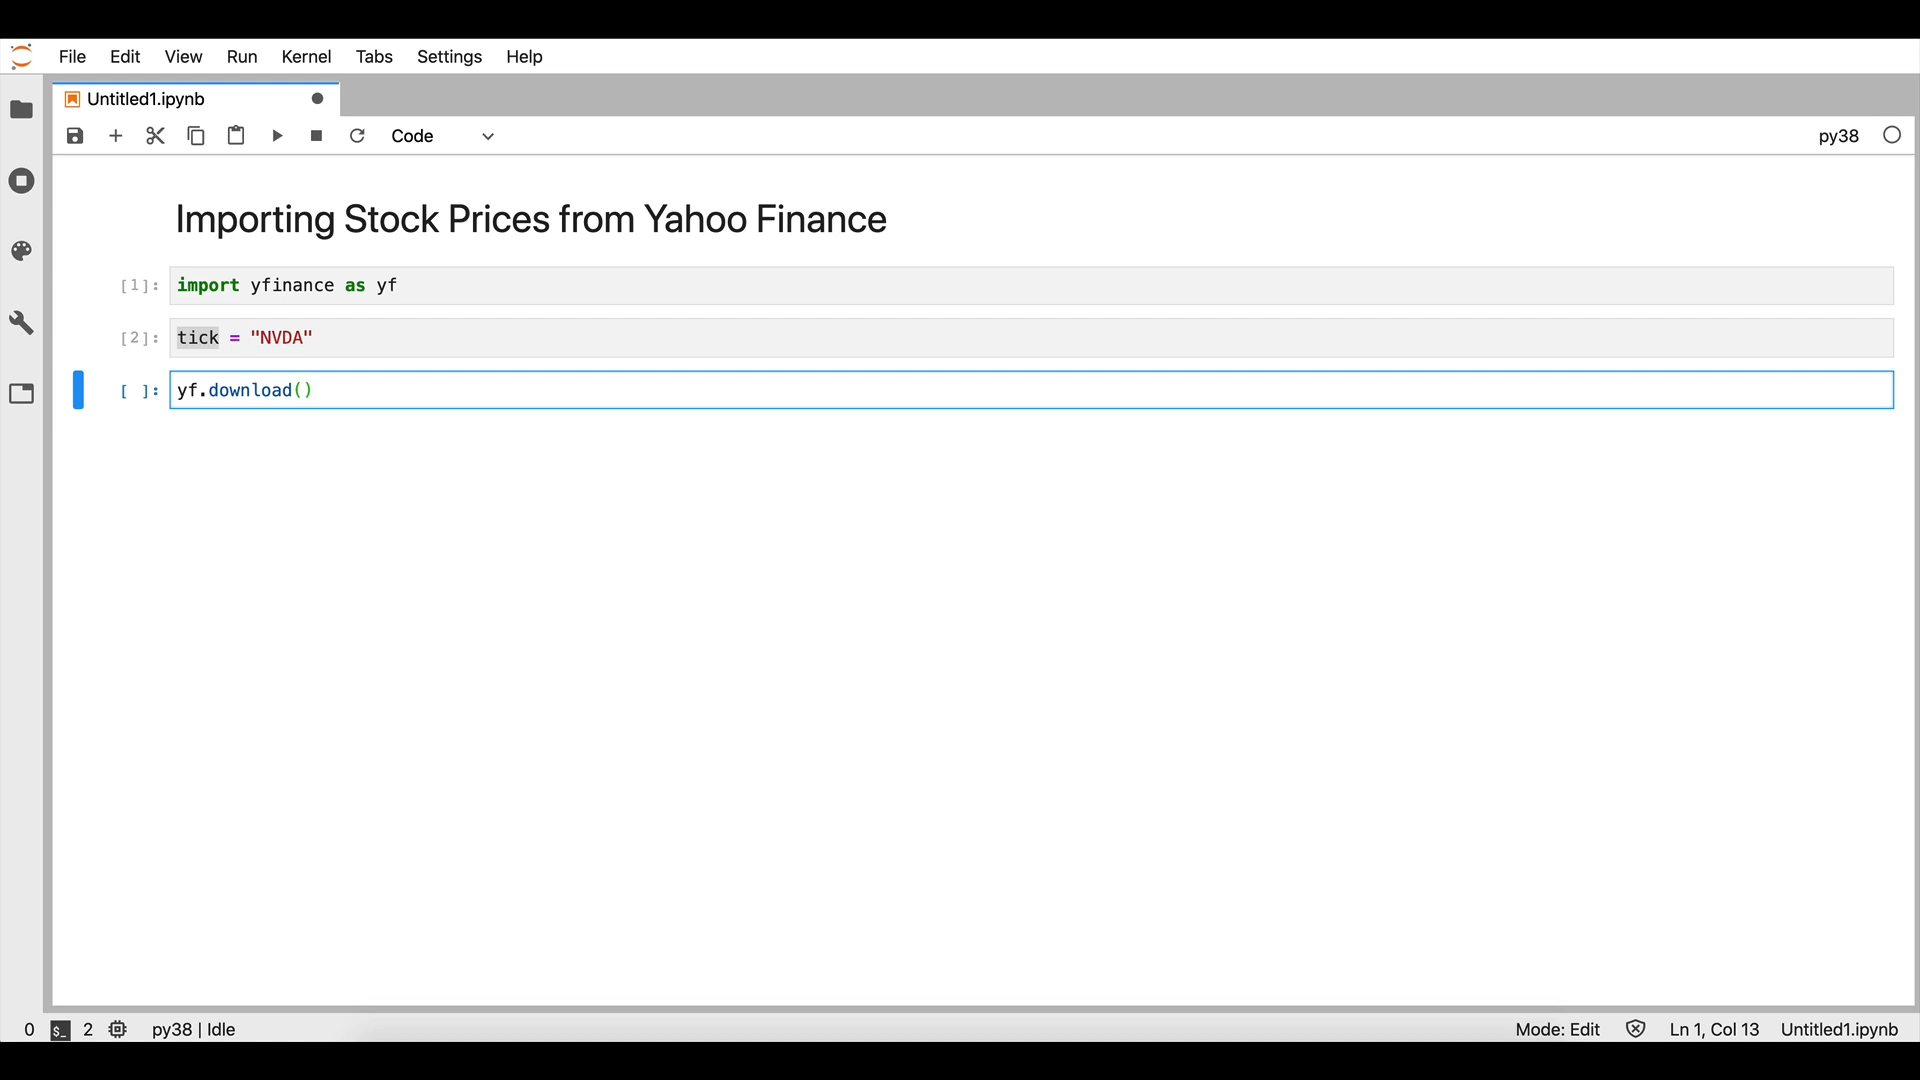 File Edit View Run Kernel Tabs Settings Help
Untitled1.ipynb
Code py38
Importing Stock Prices from Yahoo Finance
[1]: import yfinance as yf
[2]: tick = "NVDA"
[ ]: yf.download()
0 $_ 2 py38 | Idle Mode: Edit Ln 1, Col 13 Untitled1.ipynb